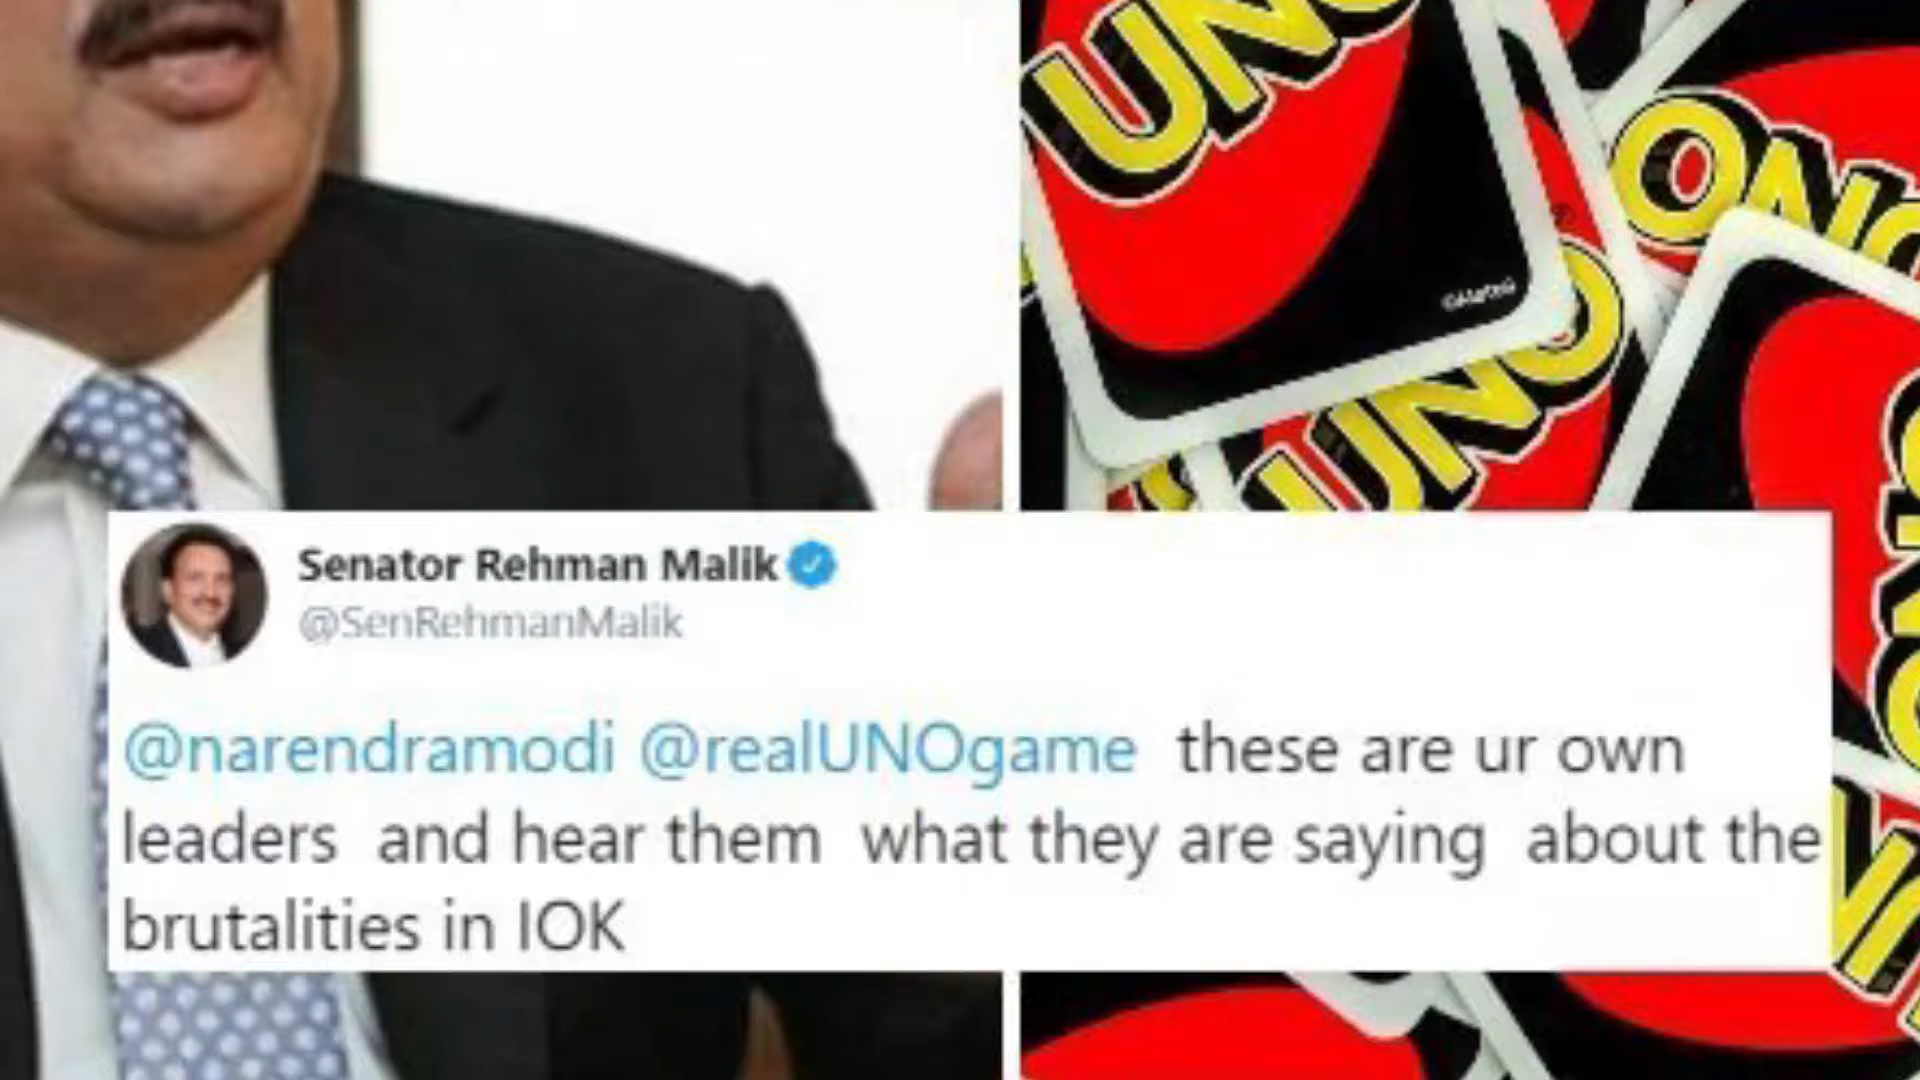 UNO
UNO
UNO
©Mattel
Senator Rehman Malik
@SenRehmanMalik
@narendramodi @realUNOgame these are ur own
leaders and hear them what they are saying about the
brutalities in IOK